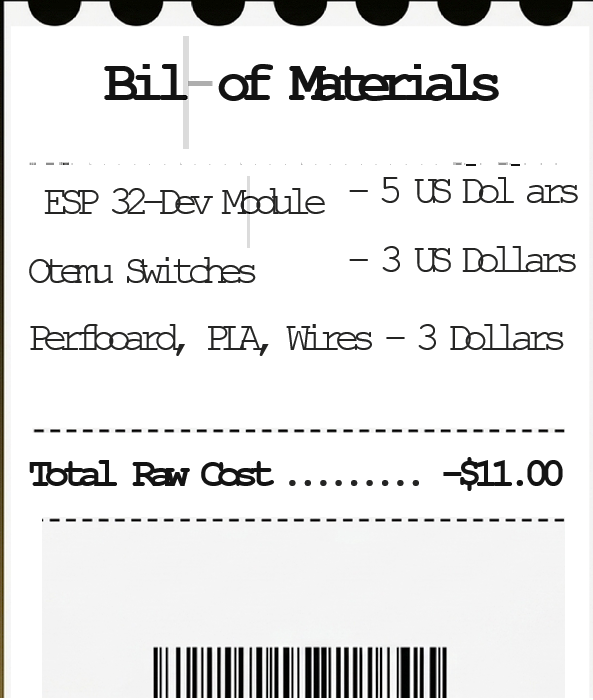 Bil of Materials
ESP 32-Dev Module - 5 US Dol ars
Otemu Switches - 3 US Dollars
Perfboard, PLA, Wires - 3 Dollars
Total Raw Cost ......... -$11.00